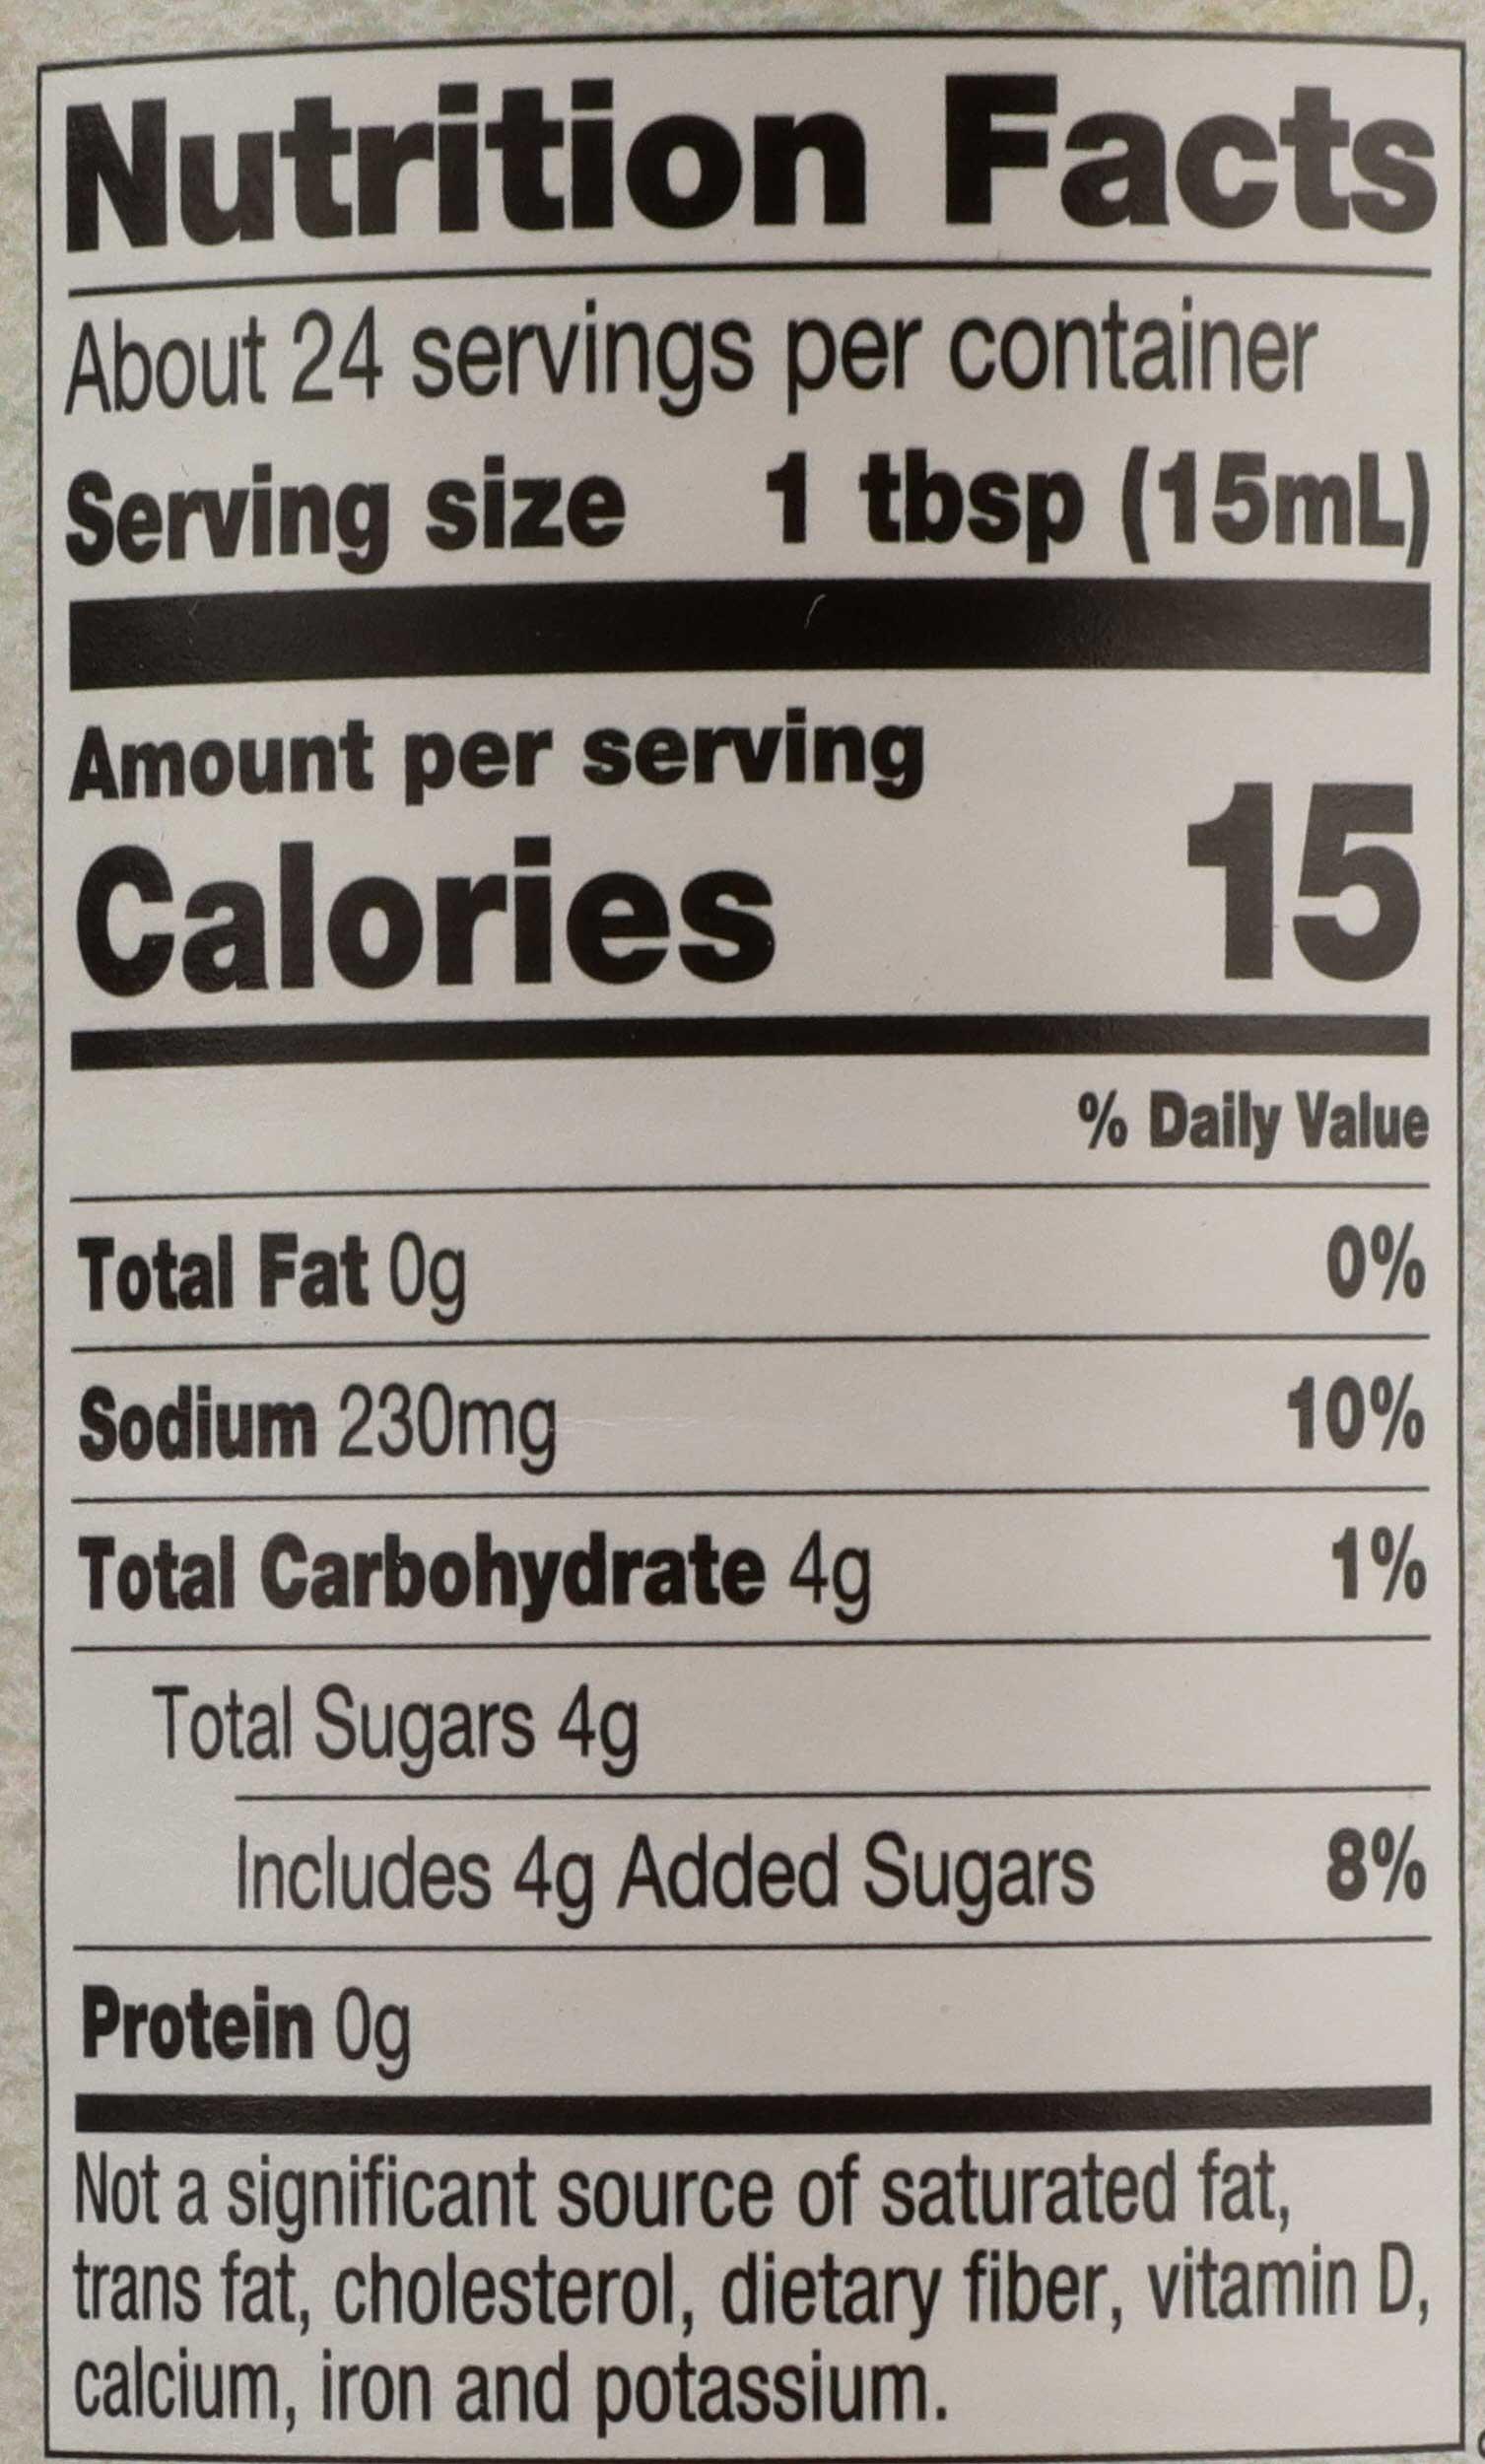 Nutrition Facts
About 24 servings per container
Serving size 1 tbsp (15mL)
Amount per serving
Calories 15
% Daily Value
Total Fat 0g 0%
Sodium 230mg 10%
Total Carbohydrate 4g 1%
Total Sugars 4g
Includes 4g Added Sugars 8%
Protein 0g
Not a significant source of saturated fat,
trans fat, cholesterol, dietary fiber, vitamin D,
calcium, iron and potassium.